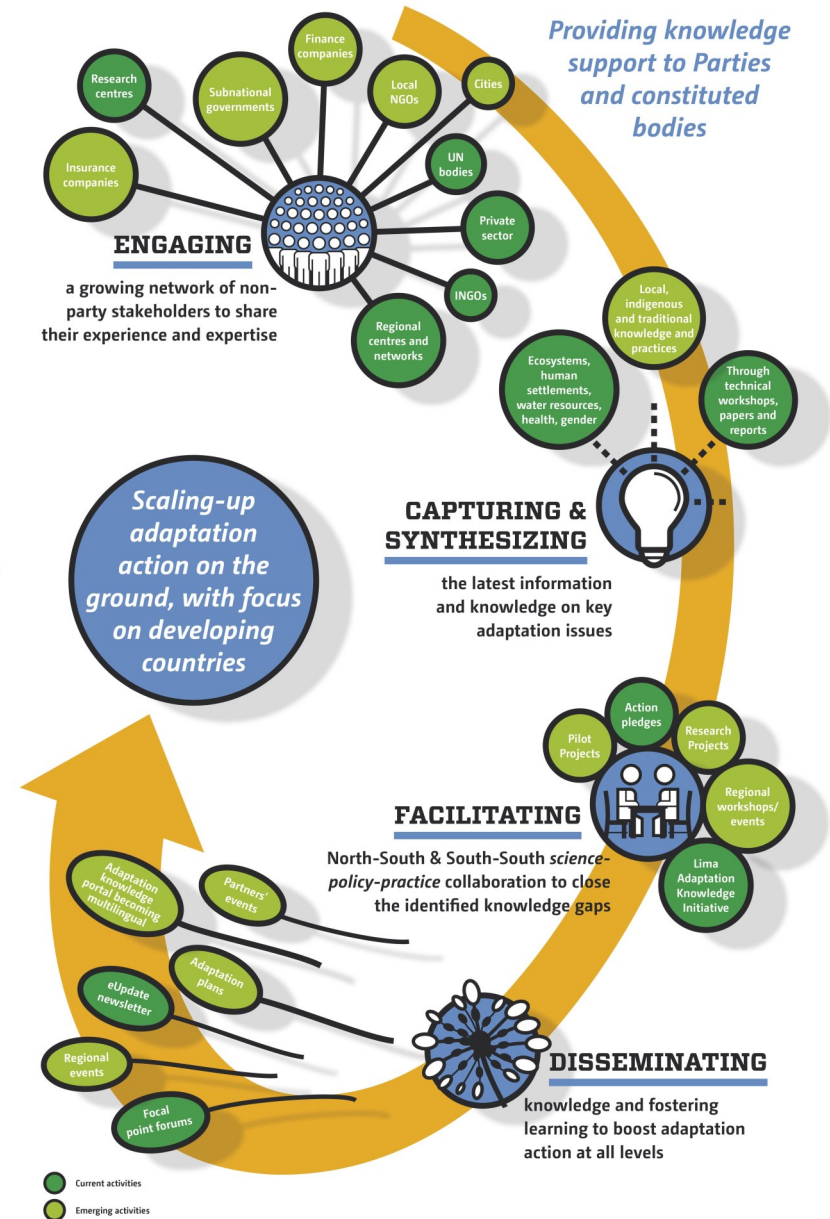 Providing knowledge
support to Parties
and constituted
bodies
Finance
companies
Research
centres
Subnational
governments
Local
NGOs
Cities
Insurance
companies
UN
bodies
Private
sector
INGOs
Regional
centres and
networks
ENGAGING
a growing network of non-
party stakeholders to share
their experience and expertise
Local,
indigenous
and traditional
knowledge and
practices
Ecosystems,
human
settlements,
water resources,
health, gender
Through
technical
workshops,
papers and
reports
CAPTURING &
SYNTHESIZING
the latest information
and knowledge on key
adaptation issues
Scaling-up
adaptation
action on the
ground, with focus
on developing
countries
Pilot
Projects
Action
pledges
Research
Projects
Regional
workshops/
events
Lima
Adaptation
Knowledge
Initiative
FACILITATING
North-South & South-South science-
policy-practice collaboration to close
the identified knowledge gaps
Adaptation
knowledge
portal becoming
multilingual
Partners'
events
Adaptation
plans
eUpdate
newsletter
Regional
events
Focal
point forums
DISSEMINATING
knowledge and fostering
learning to boost adaptation
action at all levels
Current activities
Emerging activities